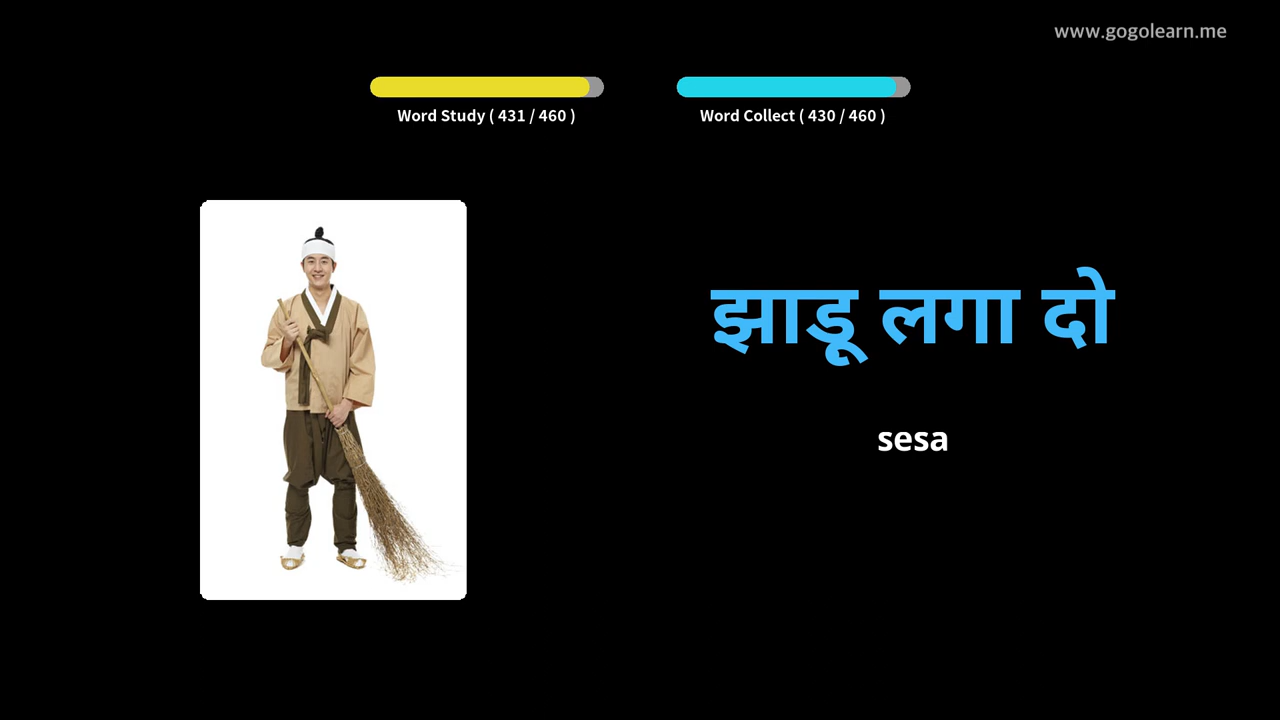 www.gogolearn.me
Word Study ( 431 / 460 )
Word Collect ( 430 / 460 )
झाडू लगा दो
sesa